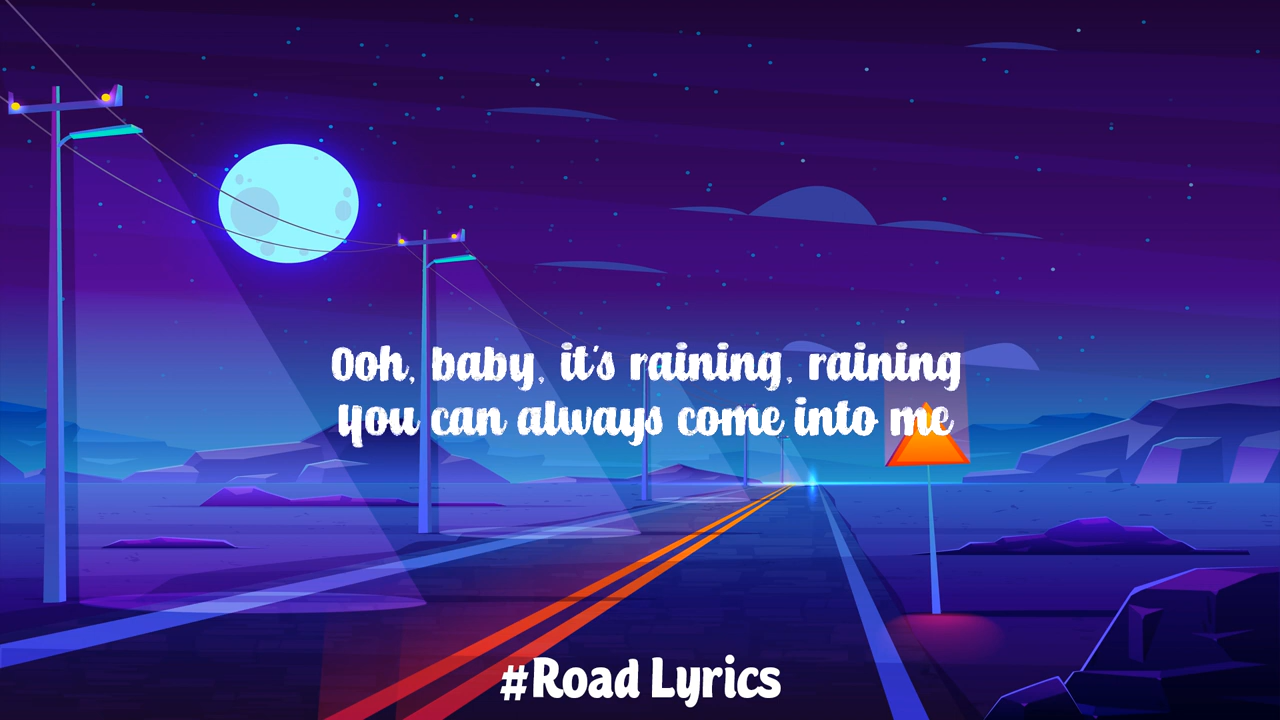 Ooh, baby, it's raining, raining
You can always come into me
#Road Lyrics